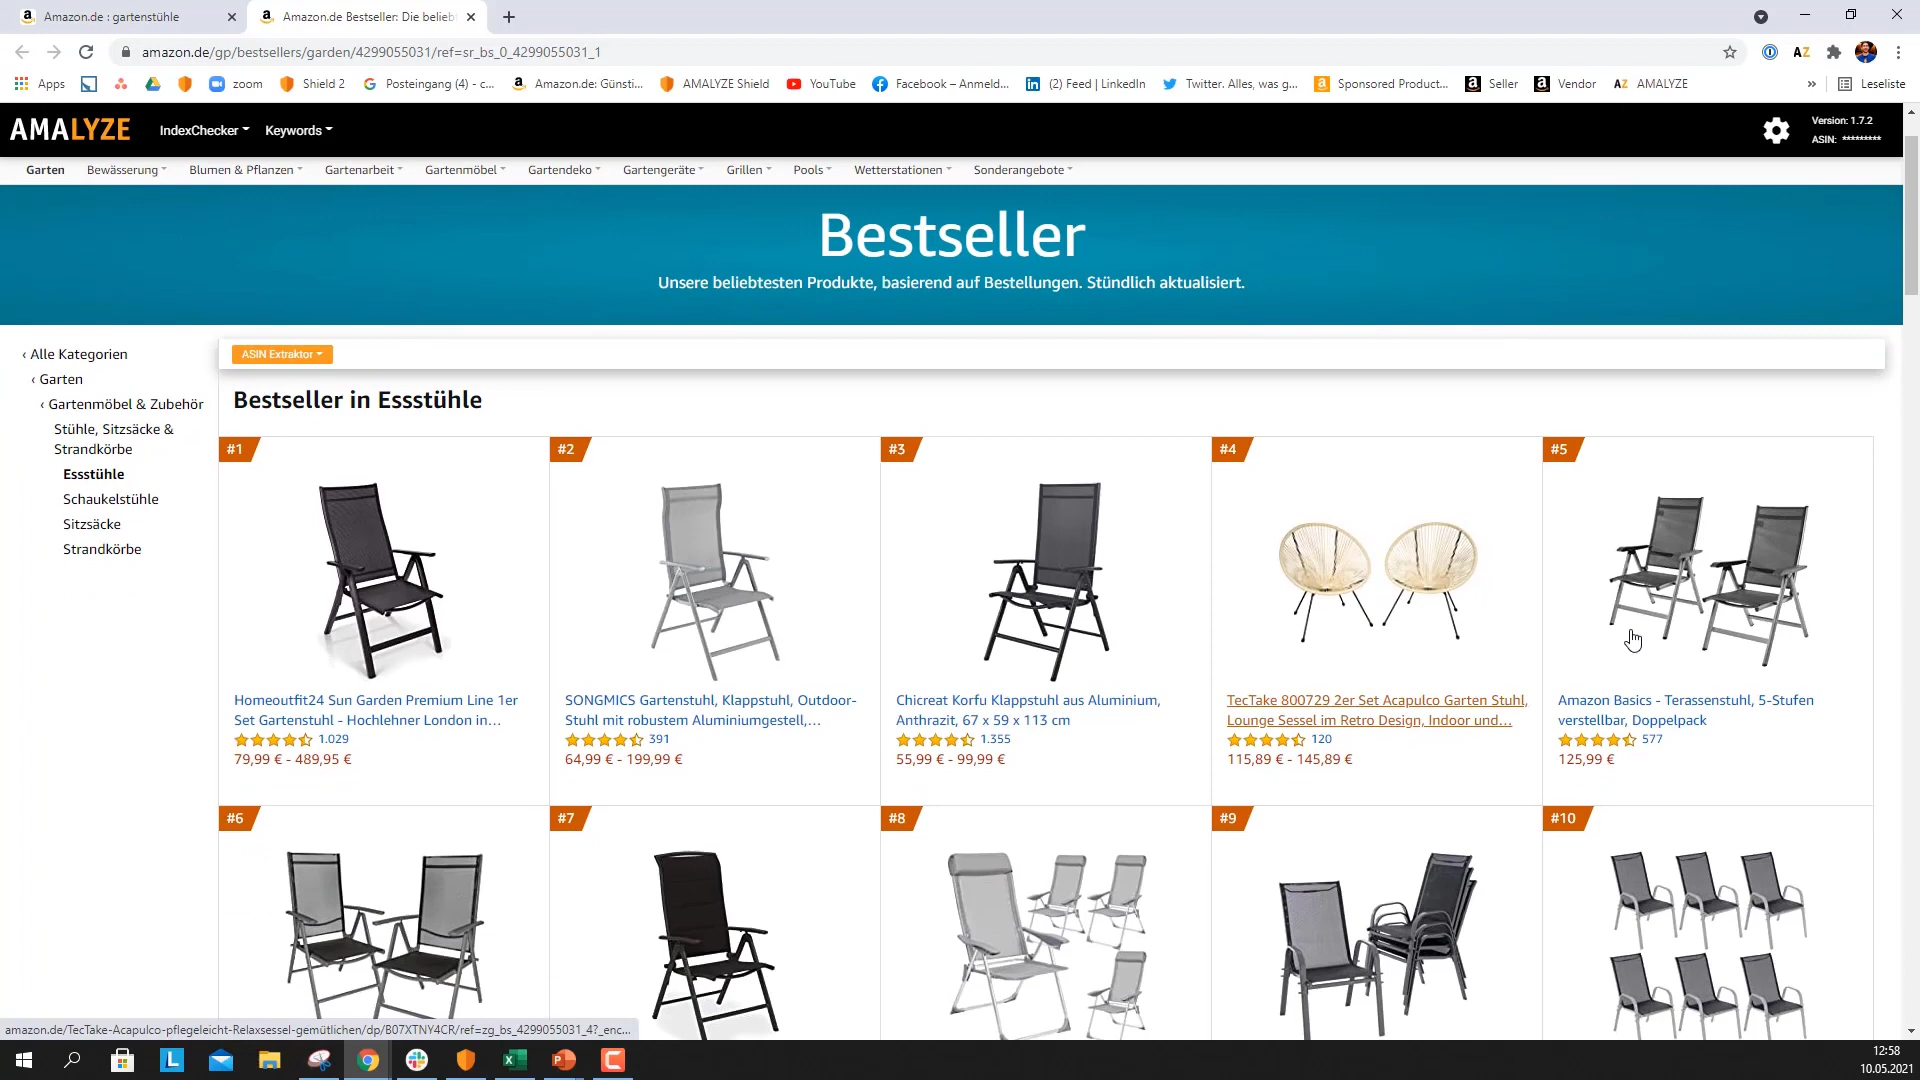 Amazon.de : gartenstühle
Amazon.de Bestseller: Die beliebt
amazon.de/gp/bestsellers/garden/4299055031/ref=sr_bs_0_4299055031_1
Apps
zoom
Shield 2
Posteingang (4) - c...
Amazon.de: Günsti...
AMALYZE Shield
YouTube
Facebook – Anmeld...
(2) Feed | LinkedIn
Twitter. Alles, was g...
Sponsored Product...
Seller
Vendor
AZ AMALYZE
»
Leseliste
AMALYZE
IndexChecker
Keywords
Version: 1.7.2
ASIN: *********
Garten
Bewässerung
Blumen & Pflanzen
Gartenarbeit
Gartenmöbel
Gartendeko
Gartengeräte
Grillen
Pools
Wetterstationen
Sonderangebote
Bestseller
Unsere beliebtesten Produkte, basierend auf Bestellungen. Stündlich aktualisiert.
‹ Alle Kategorien
‹ Garten
‹ Gartenmöbel & Zubehör
Stühle, Sitzsäcke &
Strandkörbe
Essstühle
Schaukelstühle
Sitzsäcke
Strandkörbe
ASIN Extraktor
Bestseller in Essstühle
#1
Homeoutfit24 Sun Garden Premium Line 1er
Set Gartenstuhl - Hochlehner London in...
1.029
79,99 € - 489,95 €
#2
SONGMICS Gartenstuhl, Klappstuhl, Outdoor-
Stuhl mit robustem Aluminiumgestell,...
391
64,99 € - 199,99 €
#3
Chicreat Korfu Klappstuhl aus Aluminium,
Anthrazit, 67 x 59 x 113 cm
1.355
55,99 € - 99,99 €
#4
TecTake 800729 2er Set Acapulco Garten Stuhl,
Lounge Sessel im Retro Design, Indoor und...
120
115,89 € - 145,89 €
#5
Amazon Basics - Terassenstuhl, 5-Stufen
verstellbar, Doppelpack
577
125,99 €
#6
#7
#8
#9
#10
amazon.de/TecTake-Acapulco-pflegeleicht-Relaxsessel-gemütlichen/dp/B07XTNY4CR/ref=zg_bs_4299055031_4?_enc...
12:58
10.05.2021